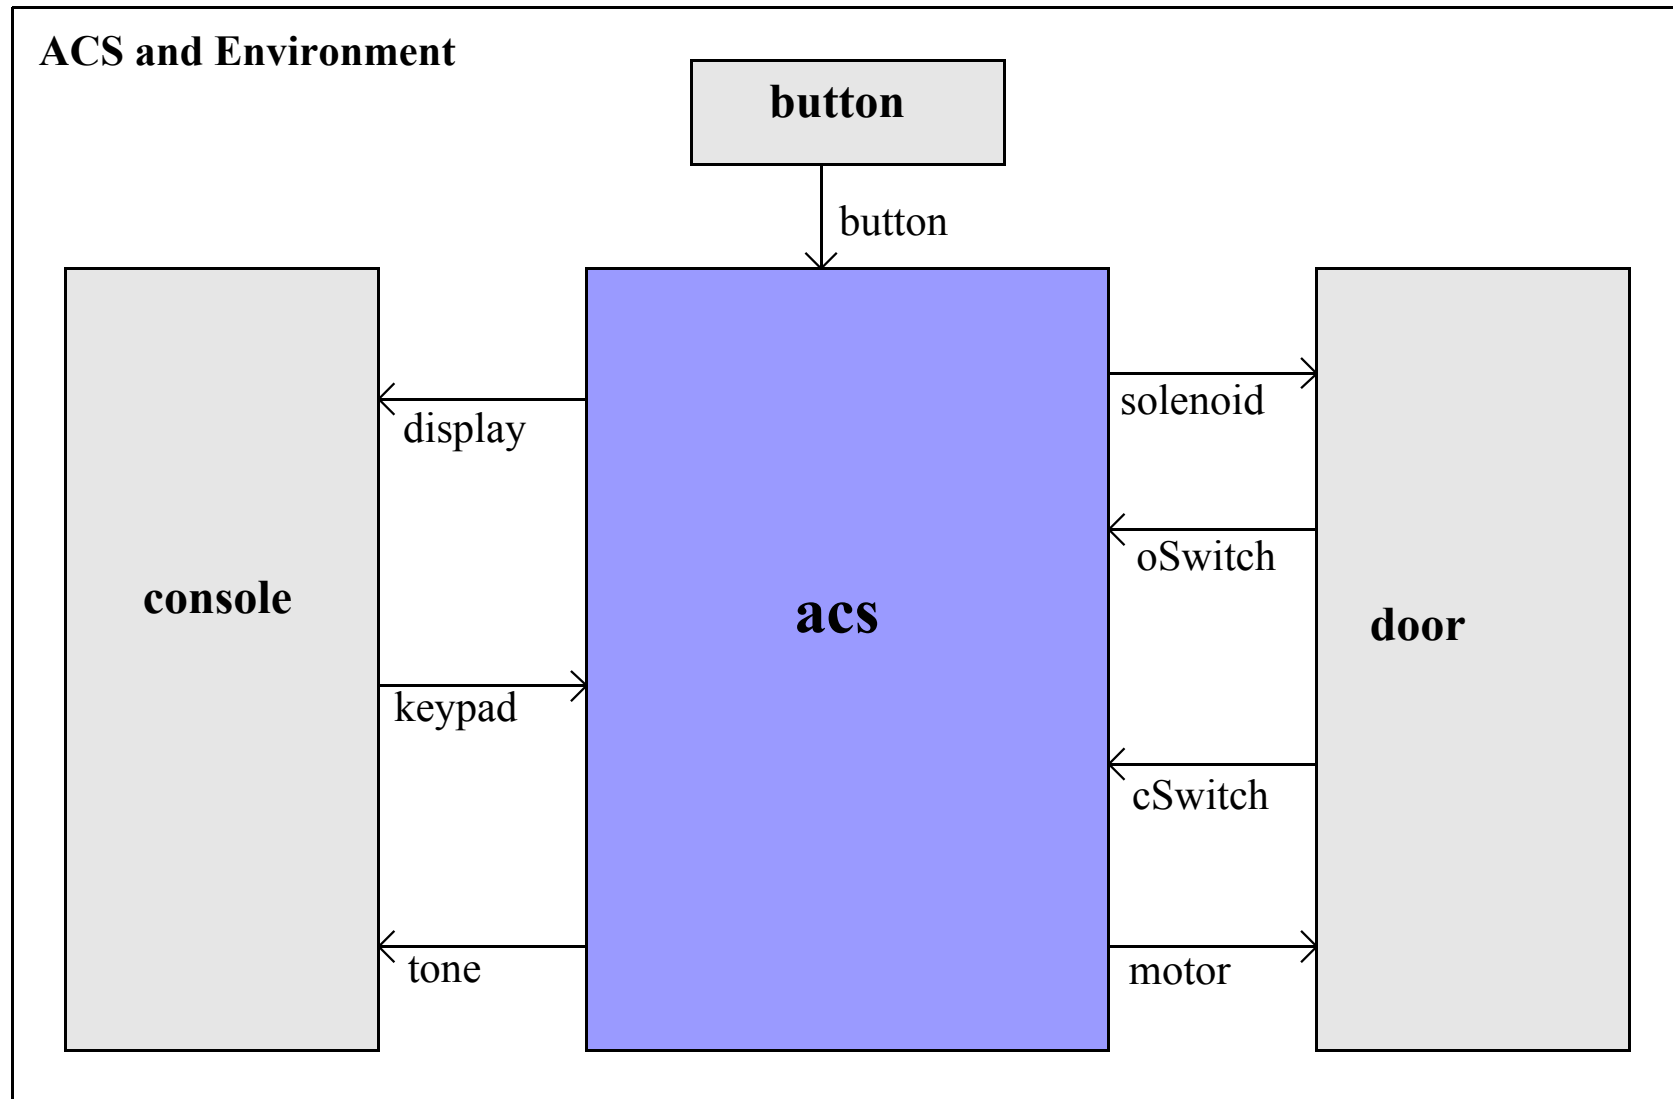 ACS and Environment
button
button
display
solenoid
oSwitch
console
acs
door
keypad
cSwitch
tone
motor